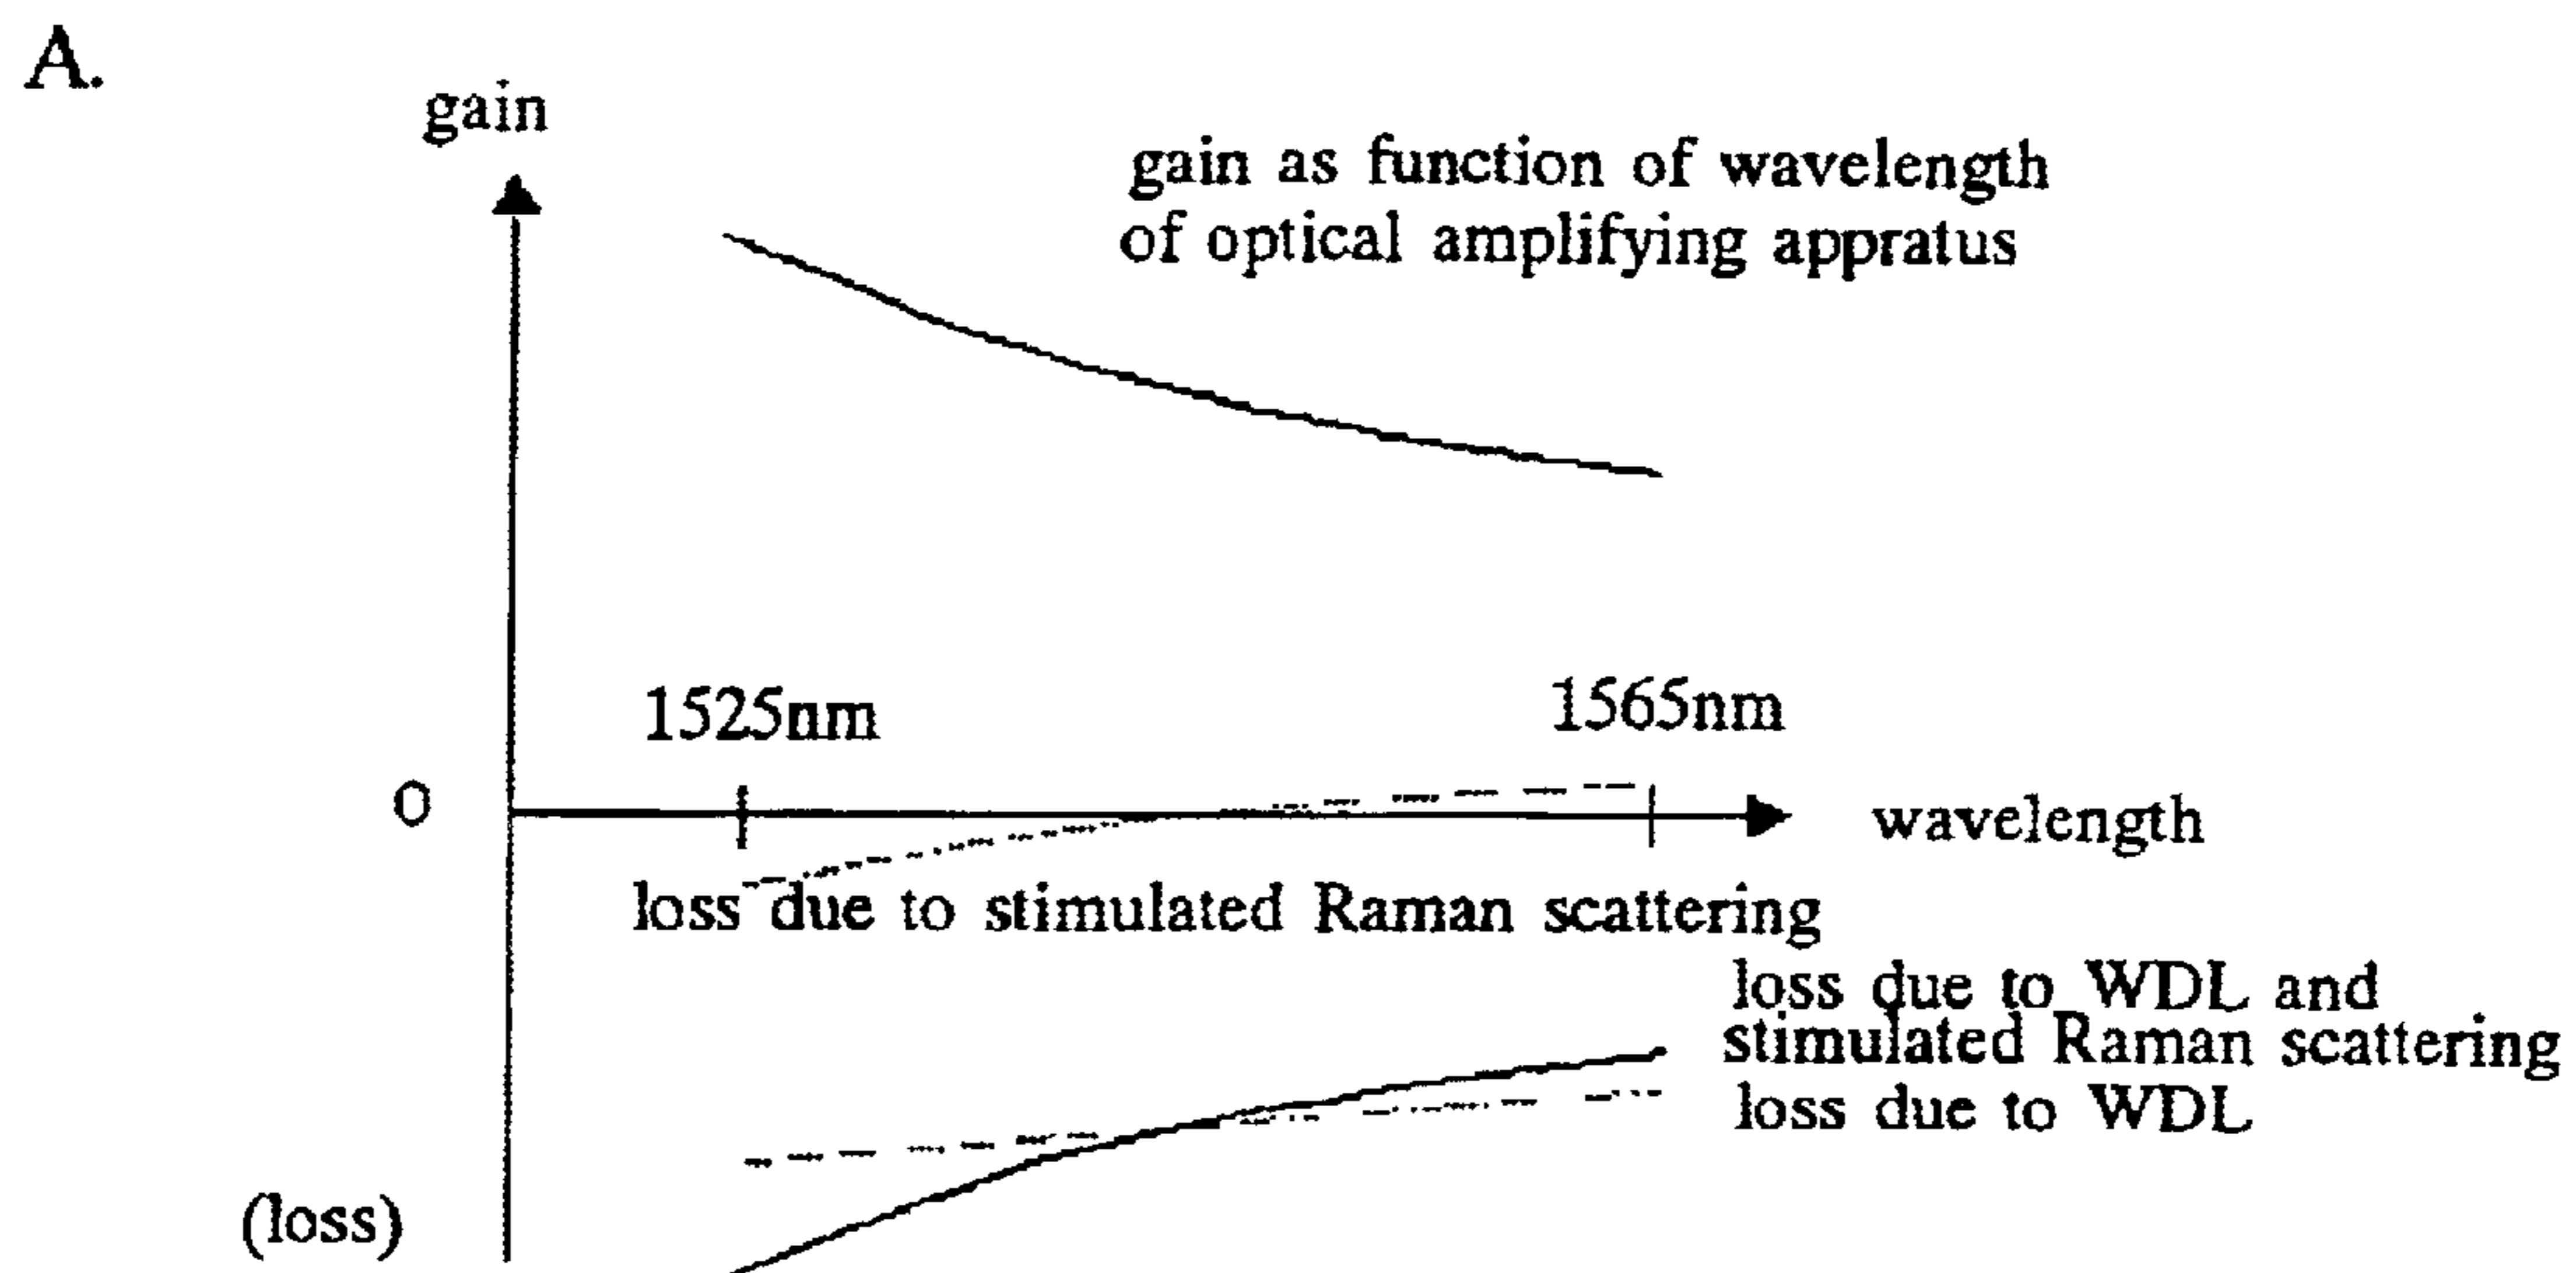 A.
gain
gain as function of wavelength
of optical amplifying appratus
1525nm
1565nm
O
wavelength
loss due to stimulated Raman scattering
loss due to WDL and
stimulated Raman scattering
loss due to WDL
(loss)